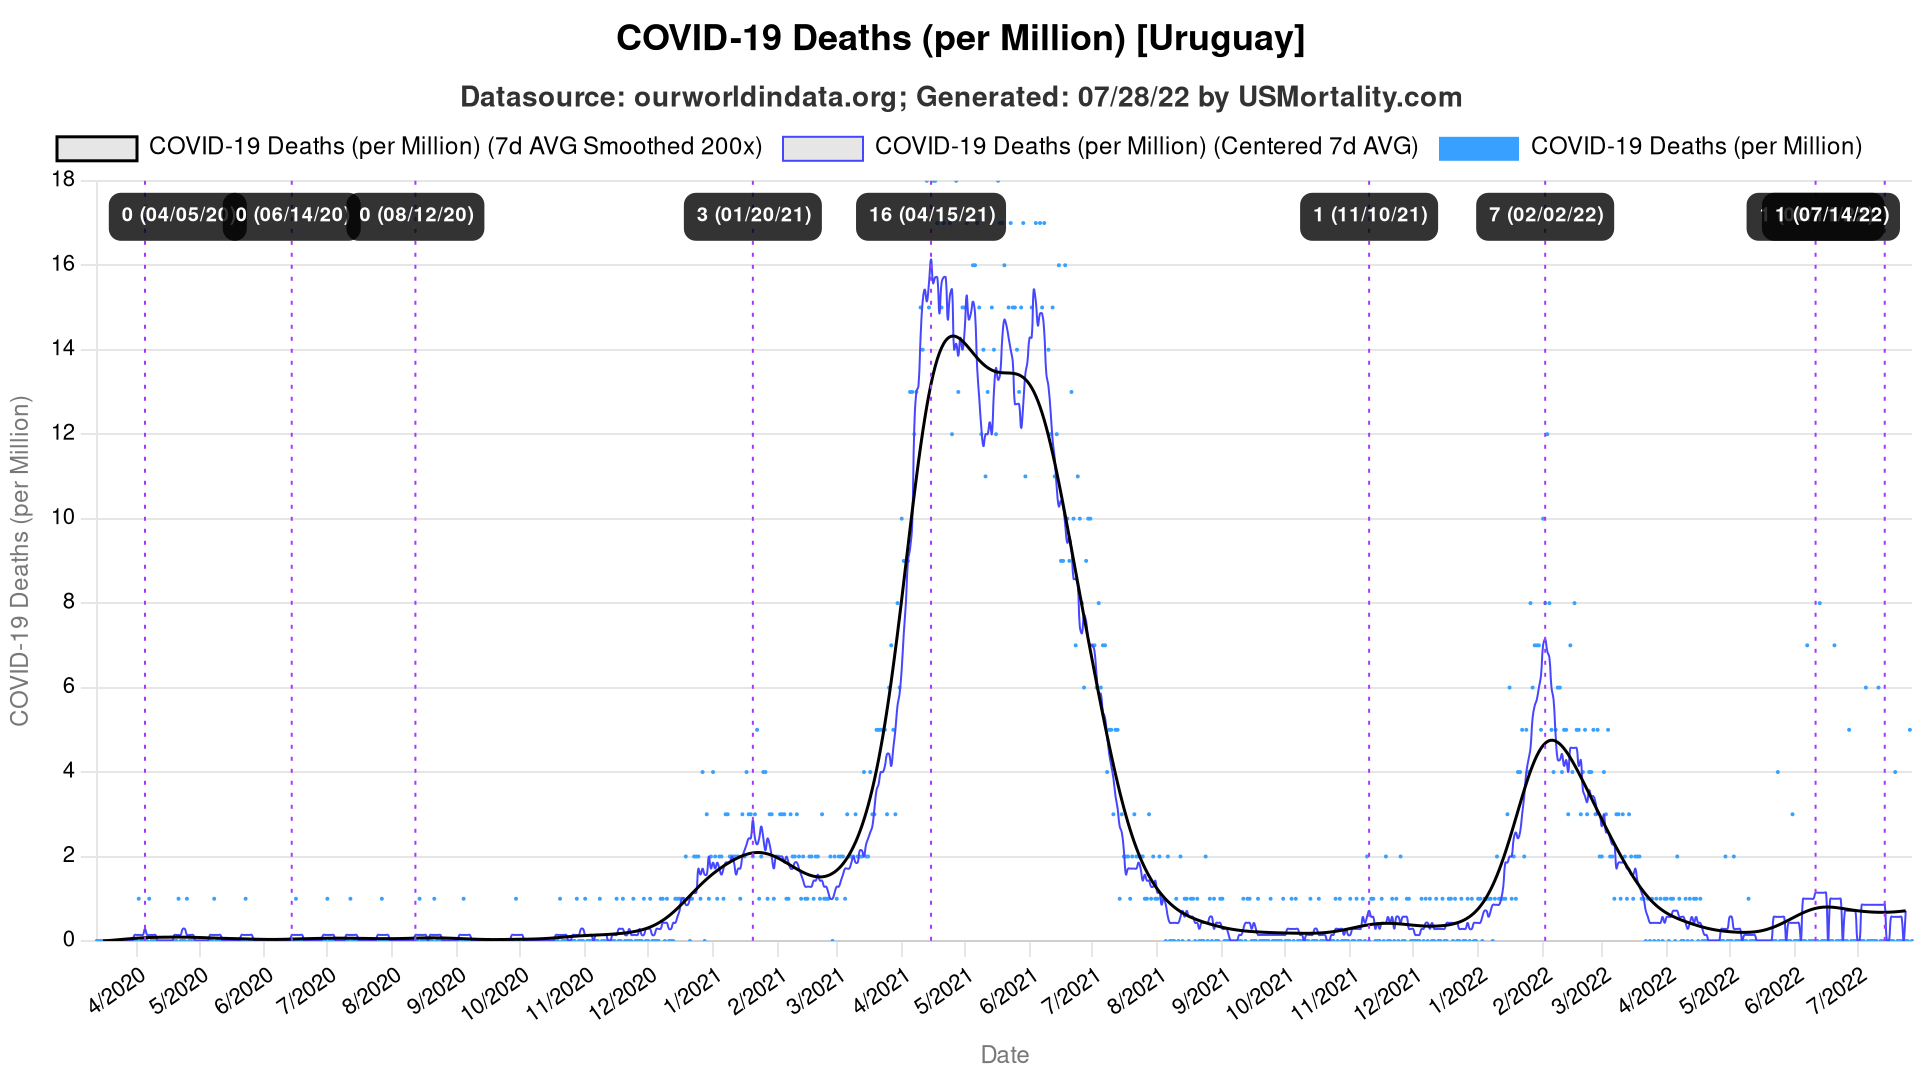 COVID-19 Deaths (per Million) [Uruguay]
Datasource: ourworldindata.org; Generated: 07/28/22 by USMortality.com
COVID-19 Deaths (per Million) (7d AVG Smoothed 200x) COVID-19 Deaths (per Million) (Centered 7d AVG) COVID-19 Deaths (per Million)
0 (04/05/20) 0 (06/14/20) 0 (08/12/20) 3 (01/20/21) 16 (04/15/21) 1 (11/10/21) 7 (02/02/22) 1 (07/14/22)
18
16
14
12
10
8
6
4
2
0
COVID-19 Deaths (per Million)
4/2020 5/2020 6/2020 7/2020 8/2020 9/2020 10/2020 11/2020 12/2020 1/2021 2/2021 3/2021 4/2021 5/2021 6/2021 7/2021 8/2021 9/2021 10/2021 11/2021 12/2021 1/2022 2/2022 3/2022 4/2022 5/2022 6/2022 7/2022
Date